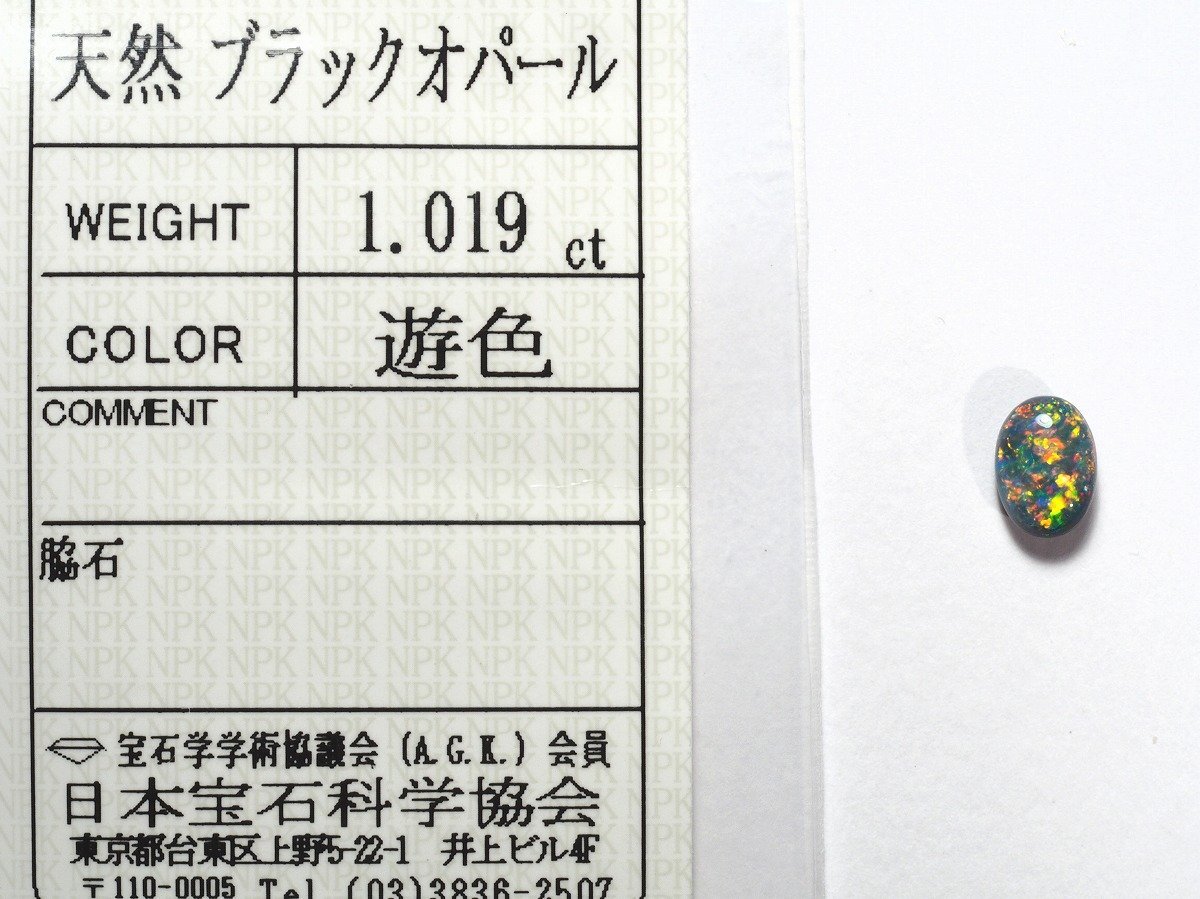 天然 ブラックオパール
WEIGHT 1.019 ct
COLOR 遊色
COMMENT
脇石
宝石学学術協議会 (A.G.K.) 会員
日本宝石科学協会
東京都台東区上野5-22-1 井上ビル4F
〒110-0005 Tel (03)3836-2507